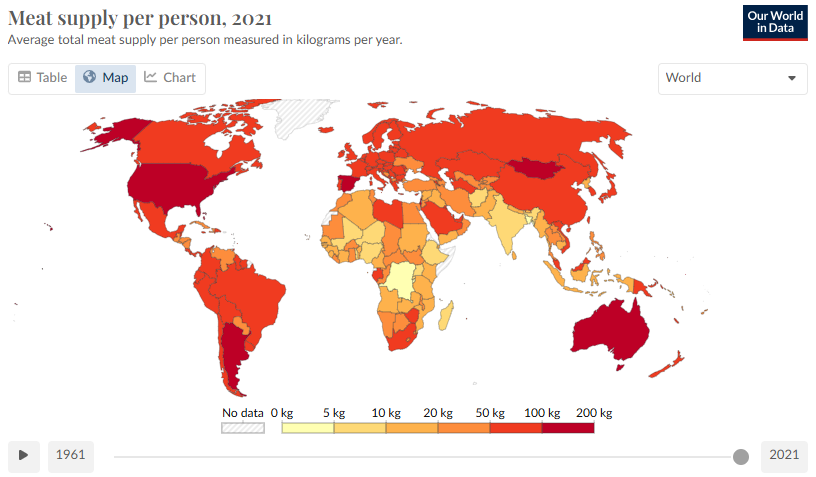 Meat supply per person, 2021
Average total meat supply per person measured in kilograms per year.
Our World
in Data
Table
Map
Chart
World
No data
0 kg
5 kg
10 kg
20 kg
50 kg
100 kg
200 kg
1961
2021